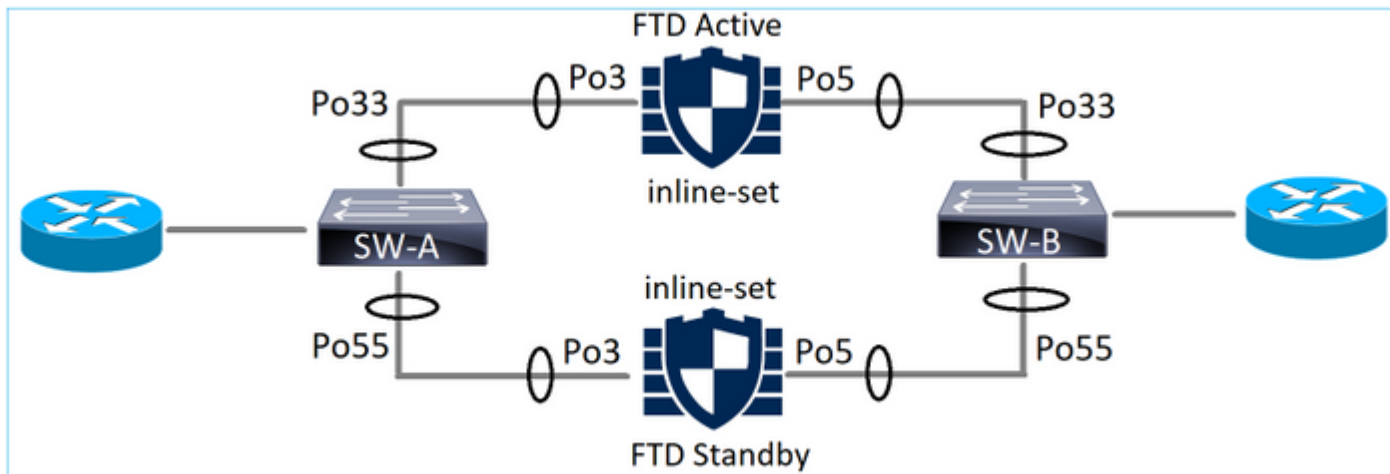 FTD Active
Po3
Po5
Po33
Po33
inline-set
SW-A
SW-B
inline-set
Po55
Po3
Po5
Po55
FTD Standby